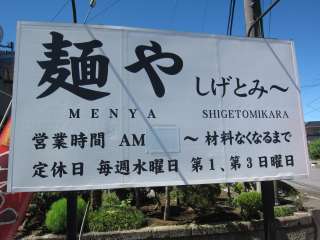 麺や しげとみ～
MENYA SHIGETOMIKARA
営業時間 AM ～材料なくなるまで
定休日 毎週水曜日 第1、第3日曜日